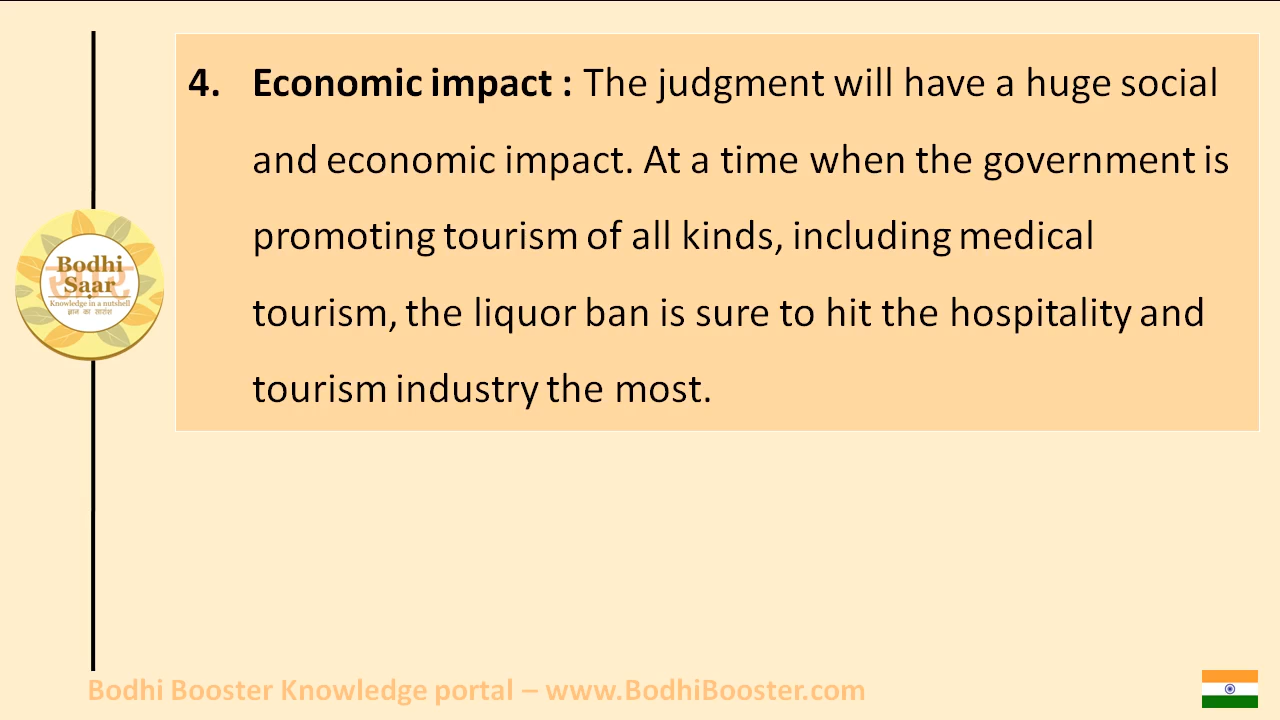 4. Economic impact : The judgment will have a huge social
and economic impact. At a time when the government is
promoting tourism of all kinds, including medical
tourism, the liquor ban is sure to hit the hospitality and
tourism industry the most.
Bodhi
Saar
Knowledge in a nutshell
ज्ञान का सारांश
Bodhi Booster Knowledge portal – www.BodhiBooster.com